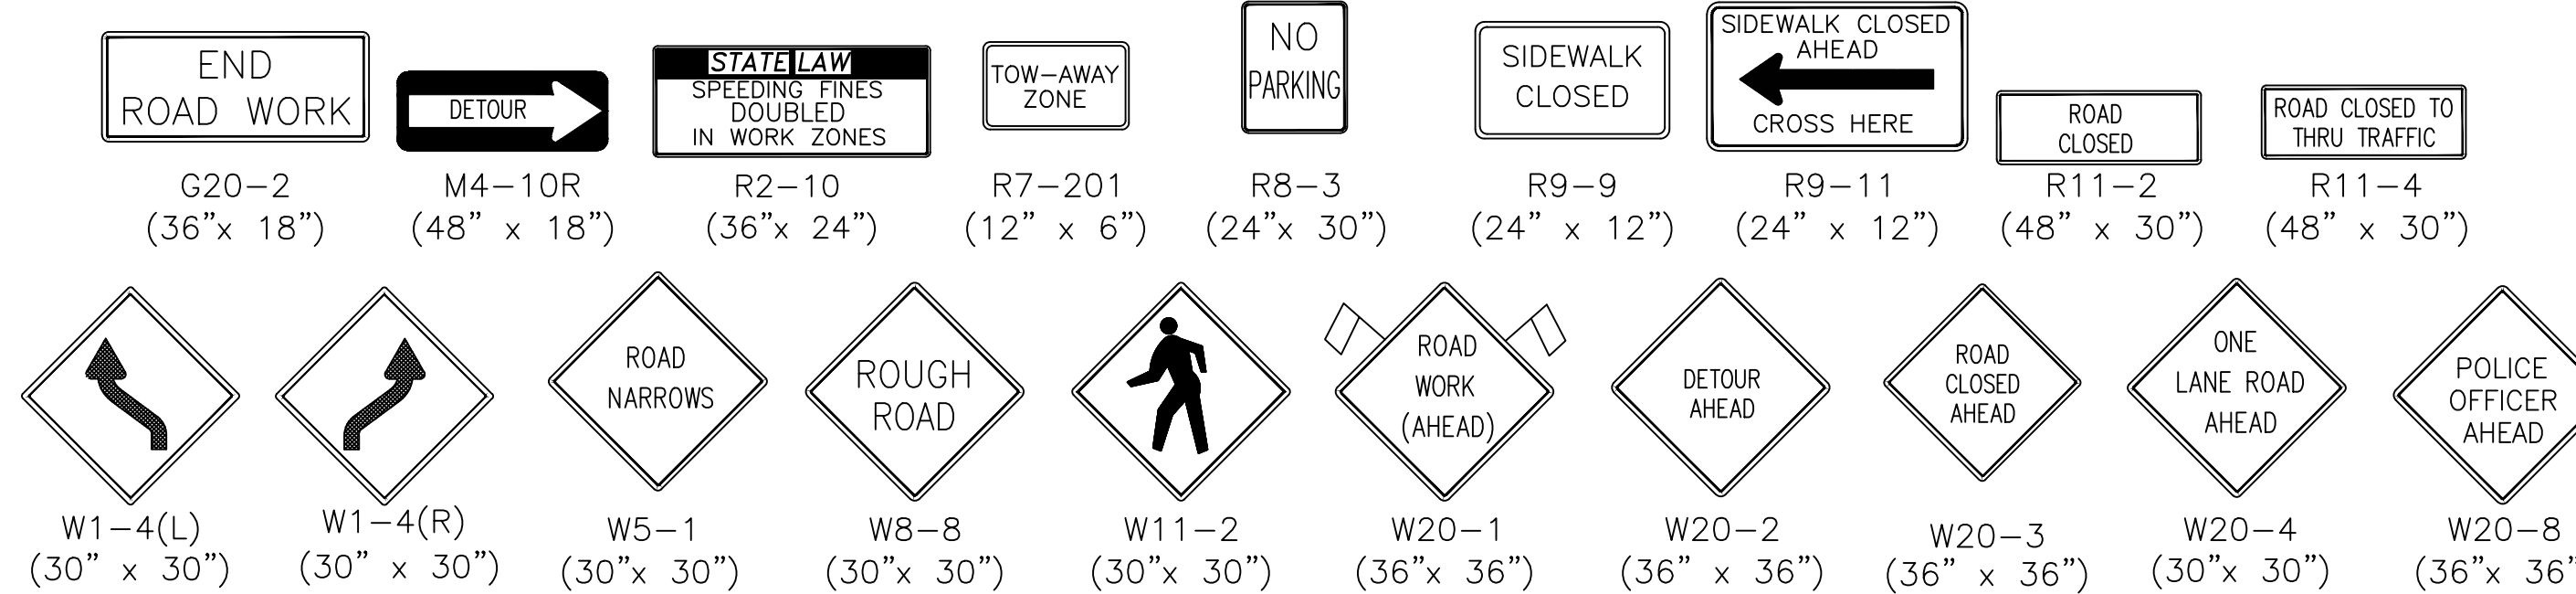 END
ROAD WORK
G20-2
(36"x 18")
DETOUR
M4-10R
(48" x 18")
STATE LAW
SPEEDING FINES
DOUBLED
IN WORK ZONES
R2-10
(36"x 24")
TOW-AWAY
ZONE
R7-201
(12" x 6")
NO
PARKING
R8-3
(24"x 30")
SIDEWALK
CLOSED
R9-9
(24" x 12")
SIDEWALK CLOSED
AHEAD
CROSS HERE
R9-11
(24" x 12")
ROAD
CLOSED
R11-2
(48" x 30")
ROAD CLOSED TO
THRU TRAFFIC
R11-4
(48" x 30")
W1-4(L)
(30" x 30")
W1-4(R)
(30" x 30")
ROAD
NARROWS
W5-1
(30"x 30")
ROUGH
ROAD
W8-8
(30"x 30")
W11-2
(30"x 30")
ROAD
WORK
(AHEAD)
W20-1
(36"x 36")
DETOUR
AHEAD
W20-2
(36" x 36")
ROAD
CLOSED
AHEAD
W20-3
(36" x 36")
ONE
LANE ROAD
AHEAD
W20-4
(30"x 30")
POLICE
OFFICER
AHEAD
W20-8
(36"x 36"